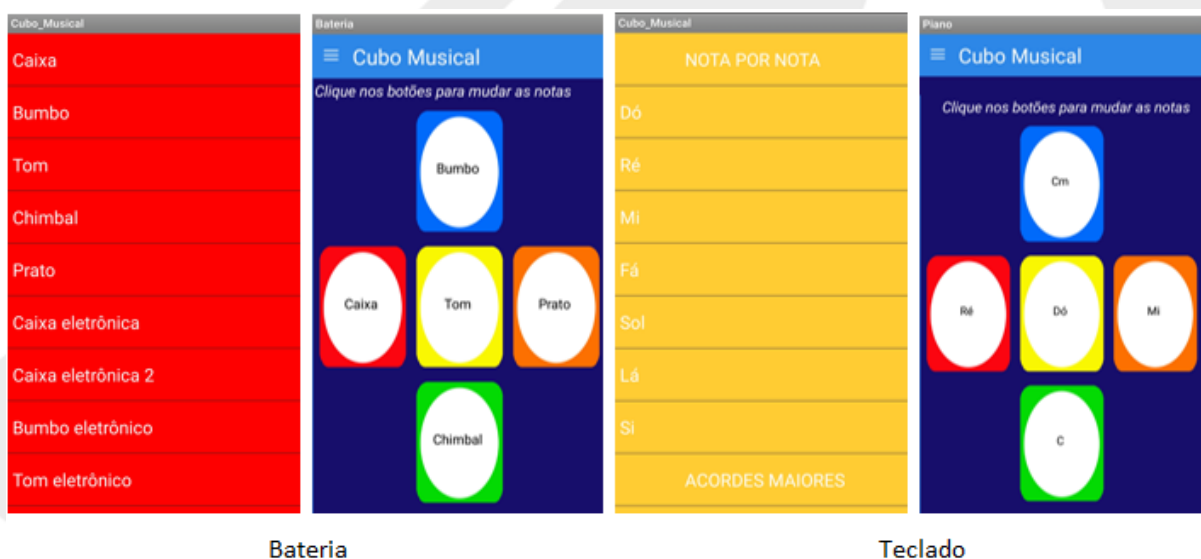 Cubo_Musical
Caixa
Bumbo
Tom
Chimbal
Prato
Caixa eletrônica
Caixa eletrônica 2
Bumbo eletrônico
Tom eletrônico
Bateria
Cubo Musical
Clique nos botões para mudar as notas
Bumbo
Caixa
Tom
Prato
Chimbal
Cubo_Musical
NOTA POR NOTA
Dó
Ré
Mi
Fá
Sol
Lá
Si
ACORDES MAIORES
Piano
Cubo Musical
Clique nos botões para mudar as notas
Cm
Ré
Dó
Mi
C
Bateria
Teclado